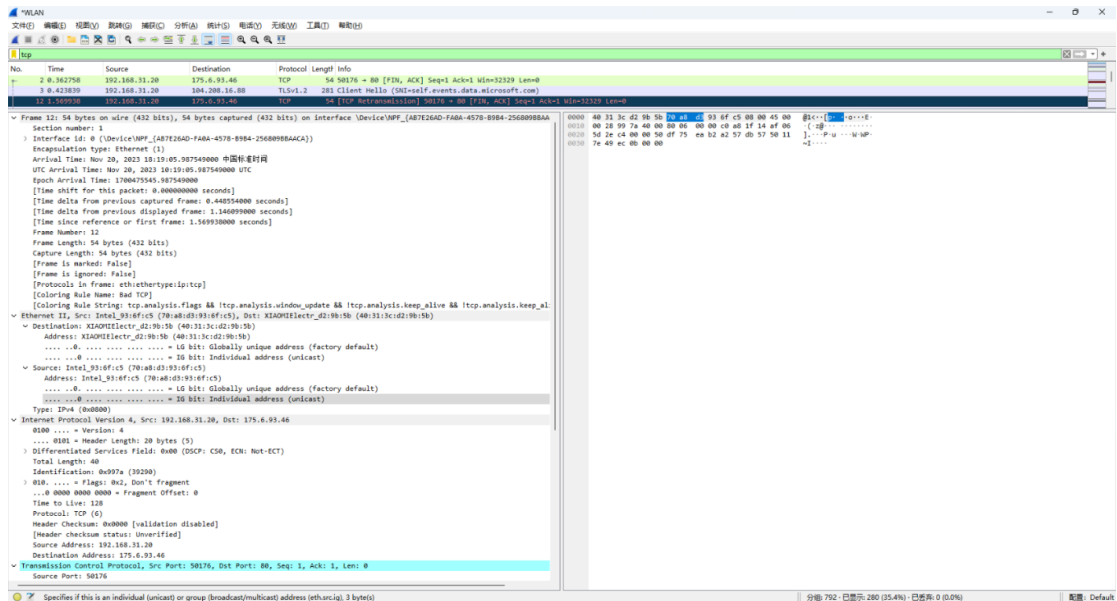 *WLAN
文件(F) 编辑(E) 视图(V) 跳转(G) 捕获(C) 分析(A) 统计(S) 电话(Y) 无线(W) 工具(T) 帮助(H)
tcp
No. Time Source Destination Protocol Length Info
2 0.362758 192.168.31.20 175.6.93.46 TCP 54 50176 → 80 [FIN, ACK] Seq=1 Ack=1 Win=32329 Len=0
3 0.423839 192.168.31.20 104.208.16.88 TLSv1.2 281 Client Hello (SNI=self.events.data.microsoft.com)
12 1.569938 192.168.31.20 175.6.93.46 TCP 54 [TCP Retransmission] 50176 → 80 [FIN, ACK] Seq=1 Ack=1 Win=32329 Len=0
Frame 12: 54 bytes on wire (432 bits), 54 bytes captured (432 bits) on interface \Device\NPF_{AB7E26AD-FA0A-4578-B9B4-2568098BAACA
Section number: 1
Interface id: 0 (\Device\NPF_{AB7E26AD-FA0A-4578-B9B4-2568098BAACA})
Encapsulation type: Ethernet (1)
Arrival Time: Nov 20, 2023 18:19:05.987549000 中国标准时间
UTC Arrival Time: Nov 20, 2023 10:19:05.987549000 UTC
Epoch Arrival Time: 1700475545.987549000
[Time shift for this packet: 0.000000000 seconds]
[Time delta from previous captured frame: 0.448554000 seconds]
[Time delta from previous displayed frame: 1.146099000 seconds]
[Time since reference or first frame: 1.569938000 seconds]
Frame Number: 12
Frame Length: 54 bytes (432 bits)
Capture Length: 54 bytes (432 bits)
[Frame is marked: False]
[Frame is ignored: False]
[Protocols in frame: eth:ethertype:ip:tcp]
[Coloring Rule Name: Bad TCP]
[Coloring Rule String: tcp.analysis.flags && !tcp.analysis.window_update && !tcp.analysis.keep_alive && !tcp.analysis.keep_al
Ethernet II, Src: Intel_93:6f:c5 (70:a8:d3:93:6f:c5), Dst: XIAOMIElectr_d2:9b:5b (40:31:3c:d2:9b:5b)
Destination: XIAOMIElectr_d2:9b:5b (40:31:3c:d2:9b:5b)
Address: XIAOMIElectr_d2:9b:5b (40:31:3c:d2:9b:5b)
.... ..0. .... .... .... .... = LG bit: Globally unique address (factory default)
.... ...0 .... .... .... .... = IG bit: Individual address (unicast)
Source: Intel_93:6f:c5 (70:a8:d3:93:6f:c5)
Address: Intel_93:6f:c5 (70:a8:d3:93:6f:c5)
.... ..0. .... .... .... .... = LG bit: Globally unique address (factory default)
.... ...0 .... .... .... .... = IG bit: Individual address (unicast)
Type: IPv4 (0x0800)
Internet Protocol Version 4, Src: 192.168.31.20, Dst: 175.6.93.46
0100 .... = Version: 4
.... 0101 = Header Length: 20 bytes (5)
Differentiated Services Field: 0x00 (DSCP: CS0, ECN: Not-ECT)
Total Length: 40
Identification: 0x997a (39290)
010. .... = Flags: 0x2, Don't fragment
...0 0000 0000 0000 = Fragment Offset: 0
Time to Live: 128
Protocol: TCP (6)
Header Checksum: 0x0000 [validation disabled]
[Header checksum status: Unverified]
Source Address: 192.168.31.20
Destination Address: 175.6.93.46
Transmission Control Protocol, Src Port: 50176, Dst Port: 80, Seq: 1, Ack: 1, Len: 0
Source Port: 50176
0000 40 31 3c d2 9b 5b 70 a8 d3 93 6f c5 08 00 45 00 @1<··[p· ··o···E·
0010 00 28 99 7a 40 00 80 06 00 00 c0 a8 1f 14 af 06 ·(·z@··· ········
0020 5d 2e c4 00 00 50 df 75 ea b2 a2 57 db 57 50 11 ].···P·u ···W·WP·
0030 7e 49 ec 0b 00 00 ~I····
Specifies if this is an individual (unicast) or group (broadcast/multicast) address (eth.src.ig), 3 byte(s)
分组: 792 · 已显示: 280 (35.4%) · 已丢弃: 0 (0.0%)
配置: Default